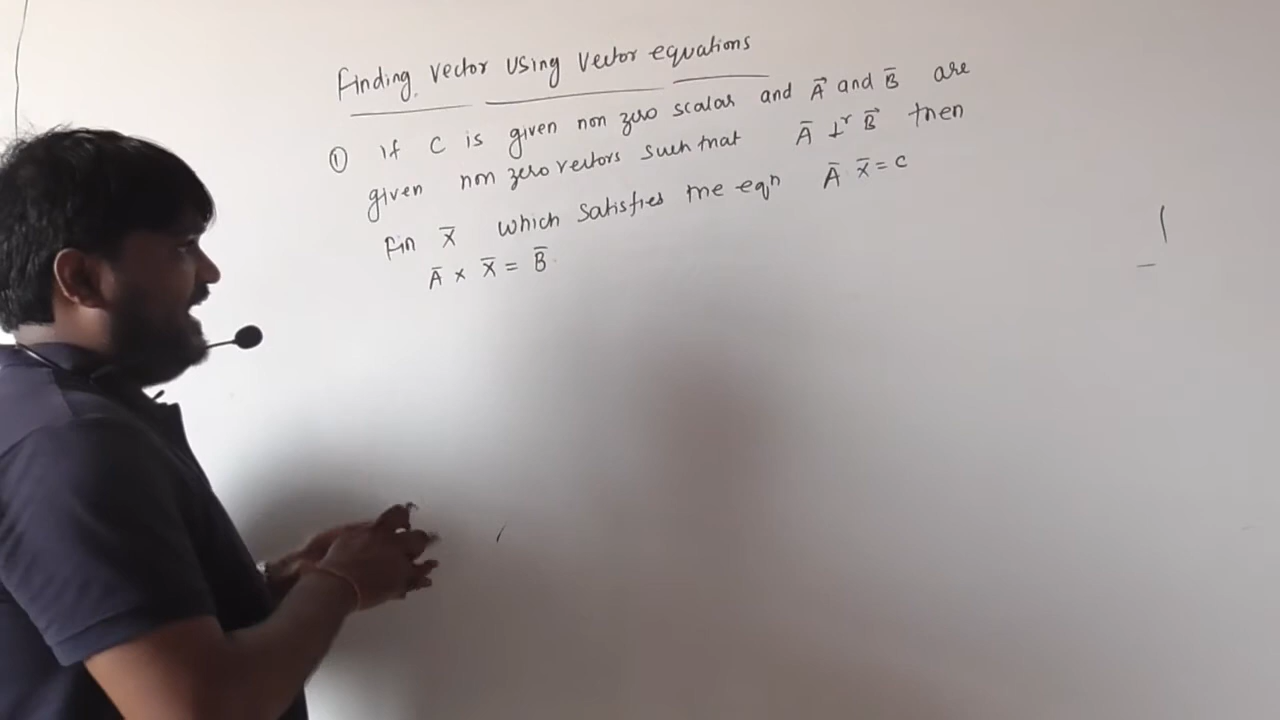 Finding vector using vector equations
① If C is given non zero scalar and A⃗ and B̅ are
given non zero vectors such that A̅ ⊥ʳ B⃗ then
Fin X̅ which satisfies the eqⁿ A̅ X̅ = C
A̅ × X̅ = B̅